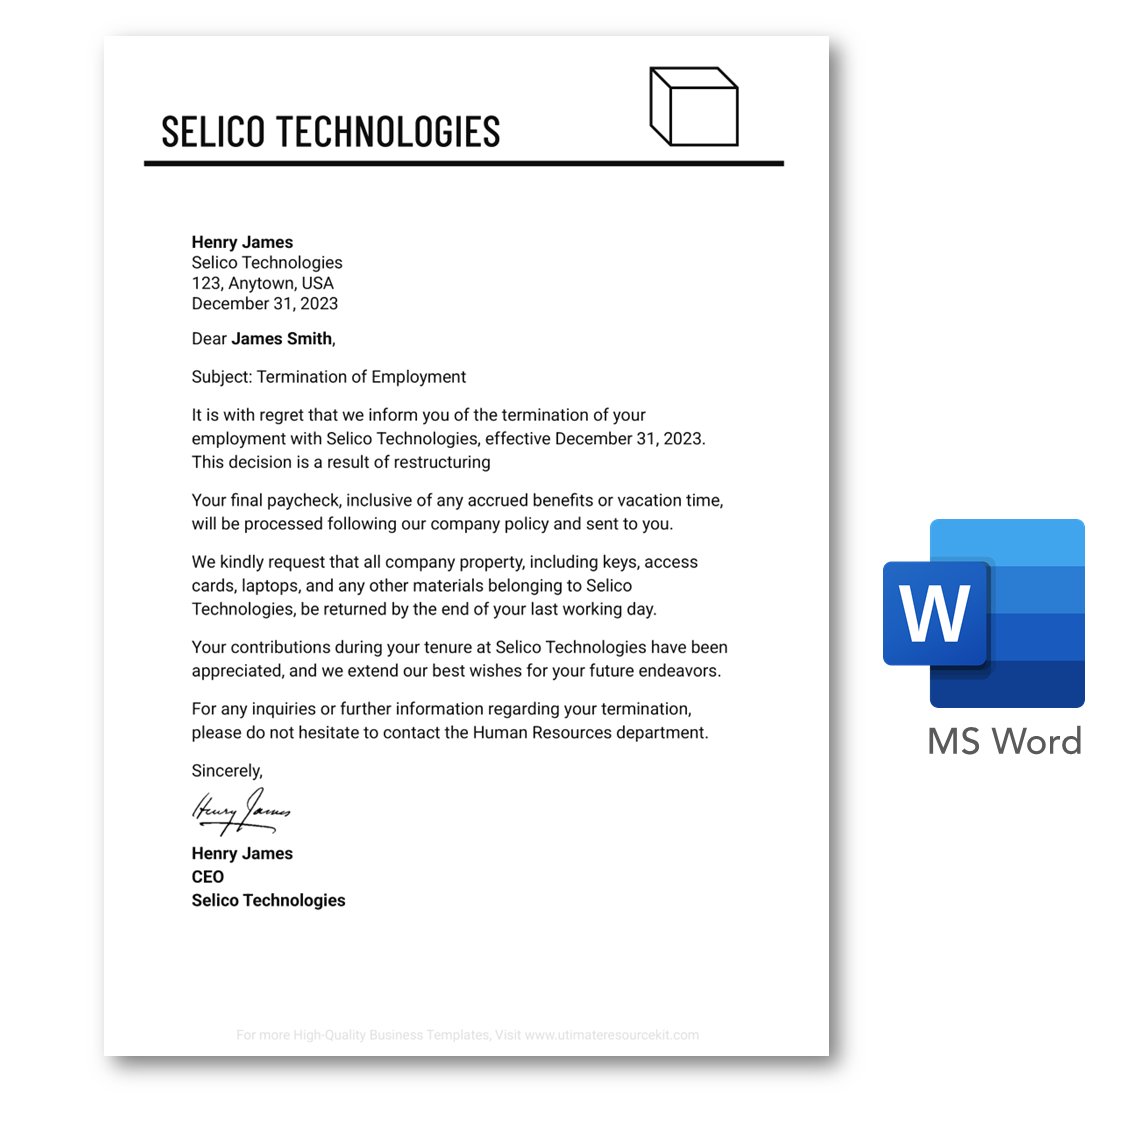 SELICO TECHNOLOGIES
Henry James
Selico Technologies
123, Anytown, USA
December 31, 2023
Dear James Smith,
Subject: Termination of Employment
It is with regret that we inform you of the termination of your
employment with Selico Technologies, effective December 31, 2023.
This decision is a result of restructuring
Your final paycheck, inclusive of any accrued benefits or vacation time,
will be processed following our company policy and sent to you.
We kindly request that all company property, including keys, access
cards, laptops, and any other materials belonging to Selico
Technologies, be returned by the end of your last working day.
Your contributions during your tenure at Selico Technologies have been
appreciated, and we extend our best wishes for your future endeavors.
For any inquiries or further information regarding your termination,
please do not hesitate to contact the Human Resources department.
Sincerely,
Henry James
Henry James
CEO
Selico Technologies
For more High-Quality Business Templates, Visit www.utimateresourcekit.com
W
MS Word